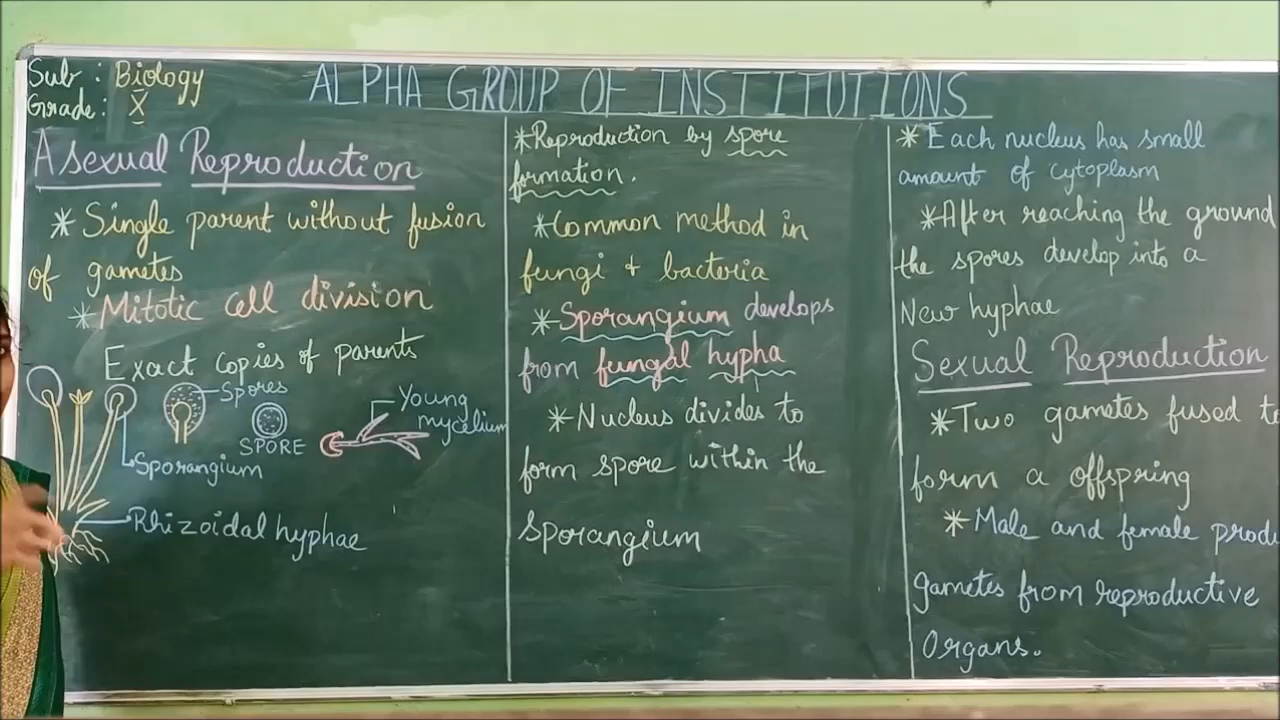 Sub : Biology
Grade : X
ALPHA GROUP OF INSTITUTIONS
Asexual Reproduction
* Single parent without fusion
of gametes
* Mitotic cell division
Exact copies of parents
Spores
SPORE
Young
mycelium
Sporangium
Rhizoidal hyphae
* Reproduction by spore
formation.
* Common method in
fungi + bacteria
* Sporangium develops
from fungal hypha
* Nucleus divides to
form spore within the
sporangium
* Each nucleus has small
amount of cytoplasm
* After reaching the ground
the spores develop into a
New hyphae
Sexual Reproduction
* Two gametes fused to
form a offspring
* Male and female produ
gametes from reproductive
Organs.